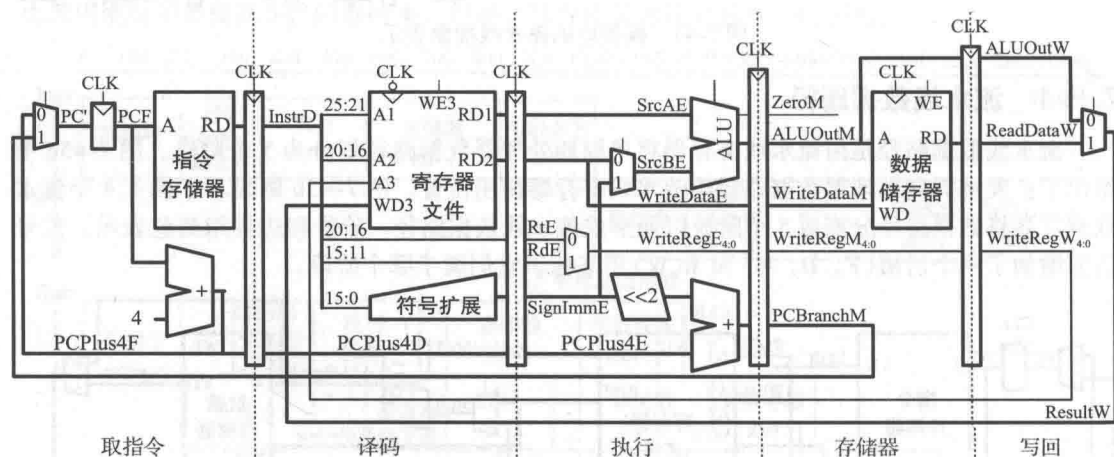 CLK
CLK
CLK
CLK
CLK
CLK
CLK
0
1
PC'
PCF
A
RD
指令
存储器
InstrD
25:21
20:16
A1
A2
A3
WD3
WE3
RD1
RD2
寄存器
文件
20:16
15:11
15:0
RtE
RdE
0
1
符号扩展
SignImmE
<<2
SrcAE
0
1
SrcBE
ALU
WriteDataE
WriteRegE4:0
ZeroM
ALUOutM
WriteDataM
WriteRegM4:0
A
RD
数据
储存器
WD
WE
ALUOutW
ReadDataW
0
1
WriteRegW4:0
4
+
+
PCPlus4F
PCPlus4D
PCPlus4E
PCBranchM
ResultW
取指令
译码
执行
存储器
写回